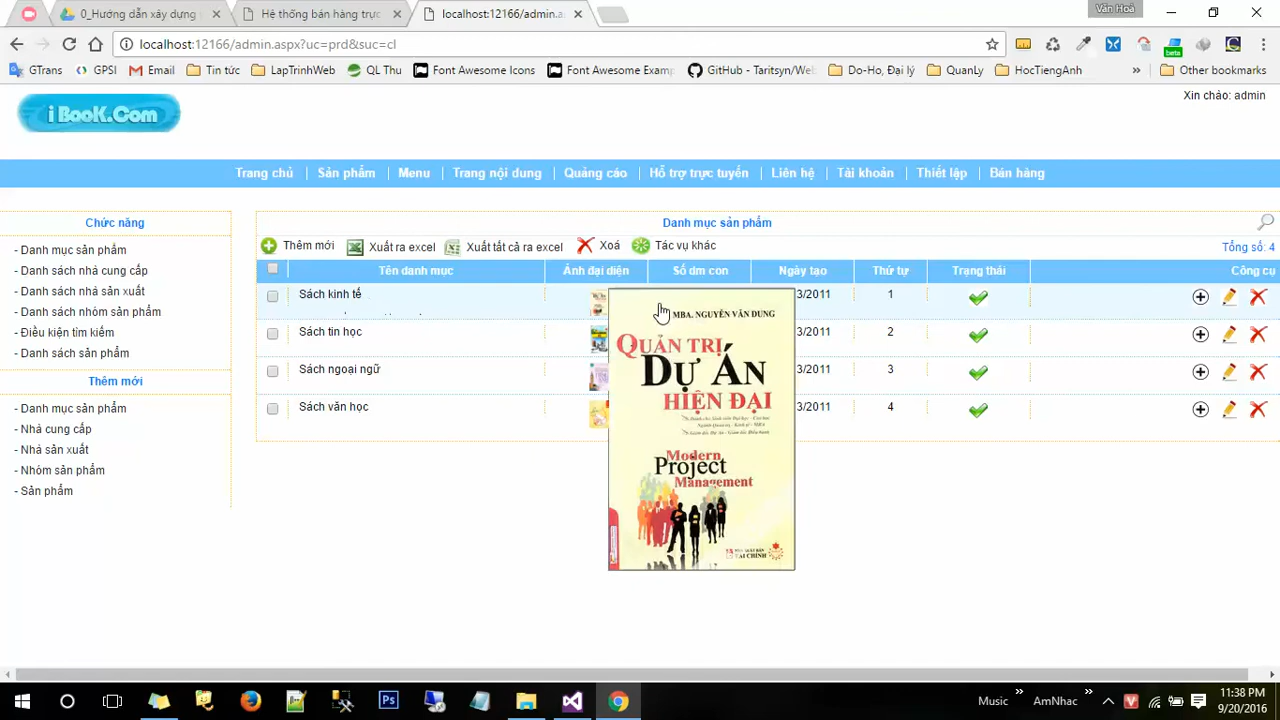 Văn Hoà
0_Hướng dẫn xây dựng
Hệ thống bán hàng trực
localhost:12166/admin.a
localhost:12166/admin.aspx?uc=prd&suc=cl
beta
GTrans
GPSI
Email
Tin tức
LapTrinhWeb
QL Thu
Font Awesome Icons
Font Awesome Examp
GitHub - Taritsyn/Web
Do-Ho, Đại lý
QuanLy
HocTiengAnh
»
Other bookmarks
Xin chào: admin
i BooK.Com
Trang chủ
Sản phẩm
Menu
Trang nội dung
Quảng cáo
Hỗ trợ trực tuyến
Liên hệ
Tài khoản
Thiết lập
Bán hàng
Chức năng
- Danh mục sản phẩm
- Danh sách nhà cung cấp
- Danh sách nhà sản xuất
- Danh sách nhóm sản phẩm
- Điều kiện tìm kiếm
- Danh sách sản phẩm
Thêm mới
- Danh mục sản phẩm
- Nhà cung cấp
- Nhà sản xuất
- Nhóm sản phẩm
- Sản phẩm
Danh mục sản phẩm
Thêm mới
Xuất ra excel
Xuất tất cả ra excel
Xoá
Tác vụ khác
Tổng số: 4
Tên danh mục
Ảnh đại diện
Số dm con
Ngày tạo
Thứ tự
Trạng thái
Công cụ
Sách kinh tế
3/2011
1
Sách tin học
3/2011
2
Sách ngoại ngữ
3/2011
3
Sách văn học
3/2011
4
MBA. NGUYỄN VĂN DUNG
QUẢN TRỊ
DỰ ÁN
HIỆN ĐẠI
Modern
Project
Management
TÀI CHÍNH
Ps
Music
»
AmNhac
»
V
11:38 PM
9/20/2016